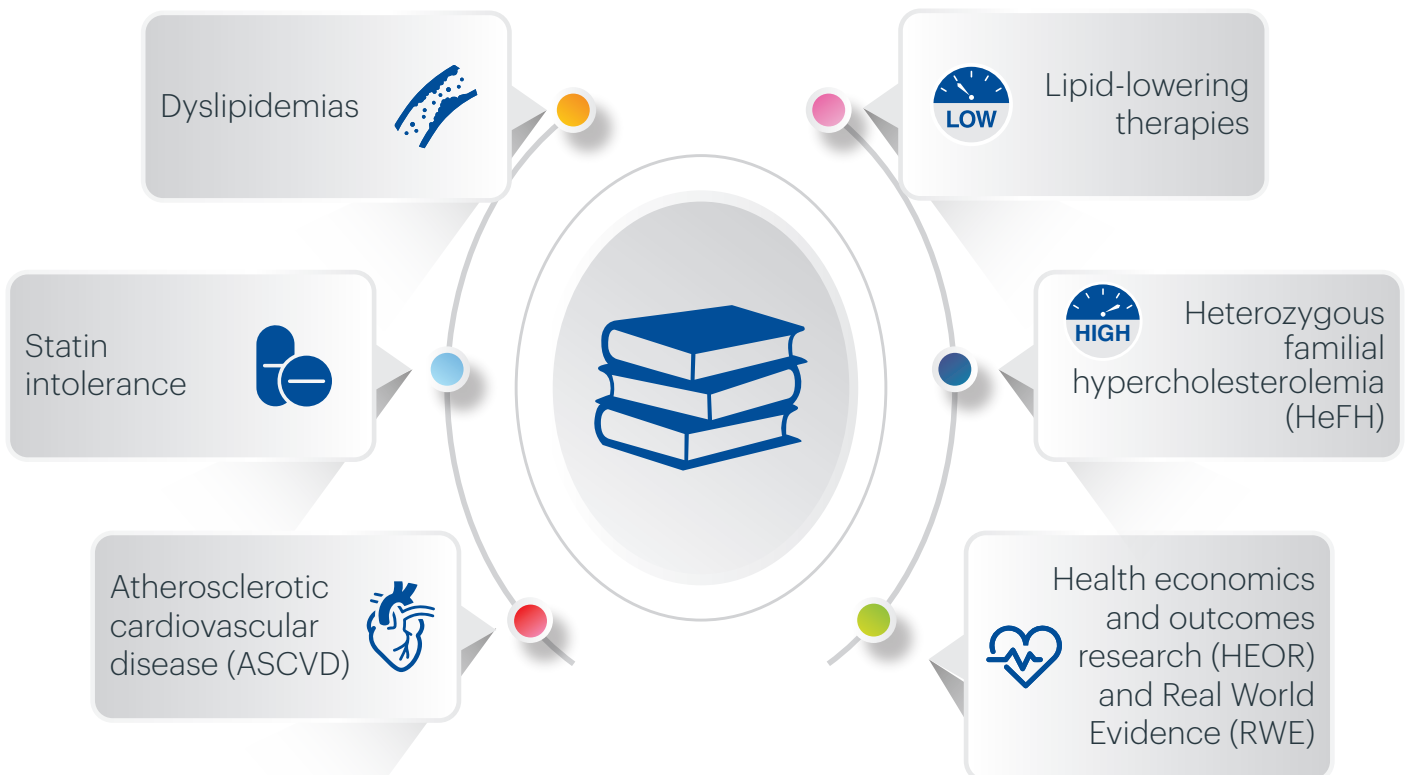 Dyslipidemias
LOW
Lipid-lowering
therapies
Statin
intolerance
HIGH
Heterozygous
familial
hypercholesterolemia
(HeFH)
Atherosclerotic
cardiovascular
disease (ASCVD)
Health economics
and outcomes
research (HEOR)
and Real World
Evidence (RWE)